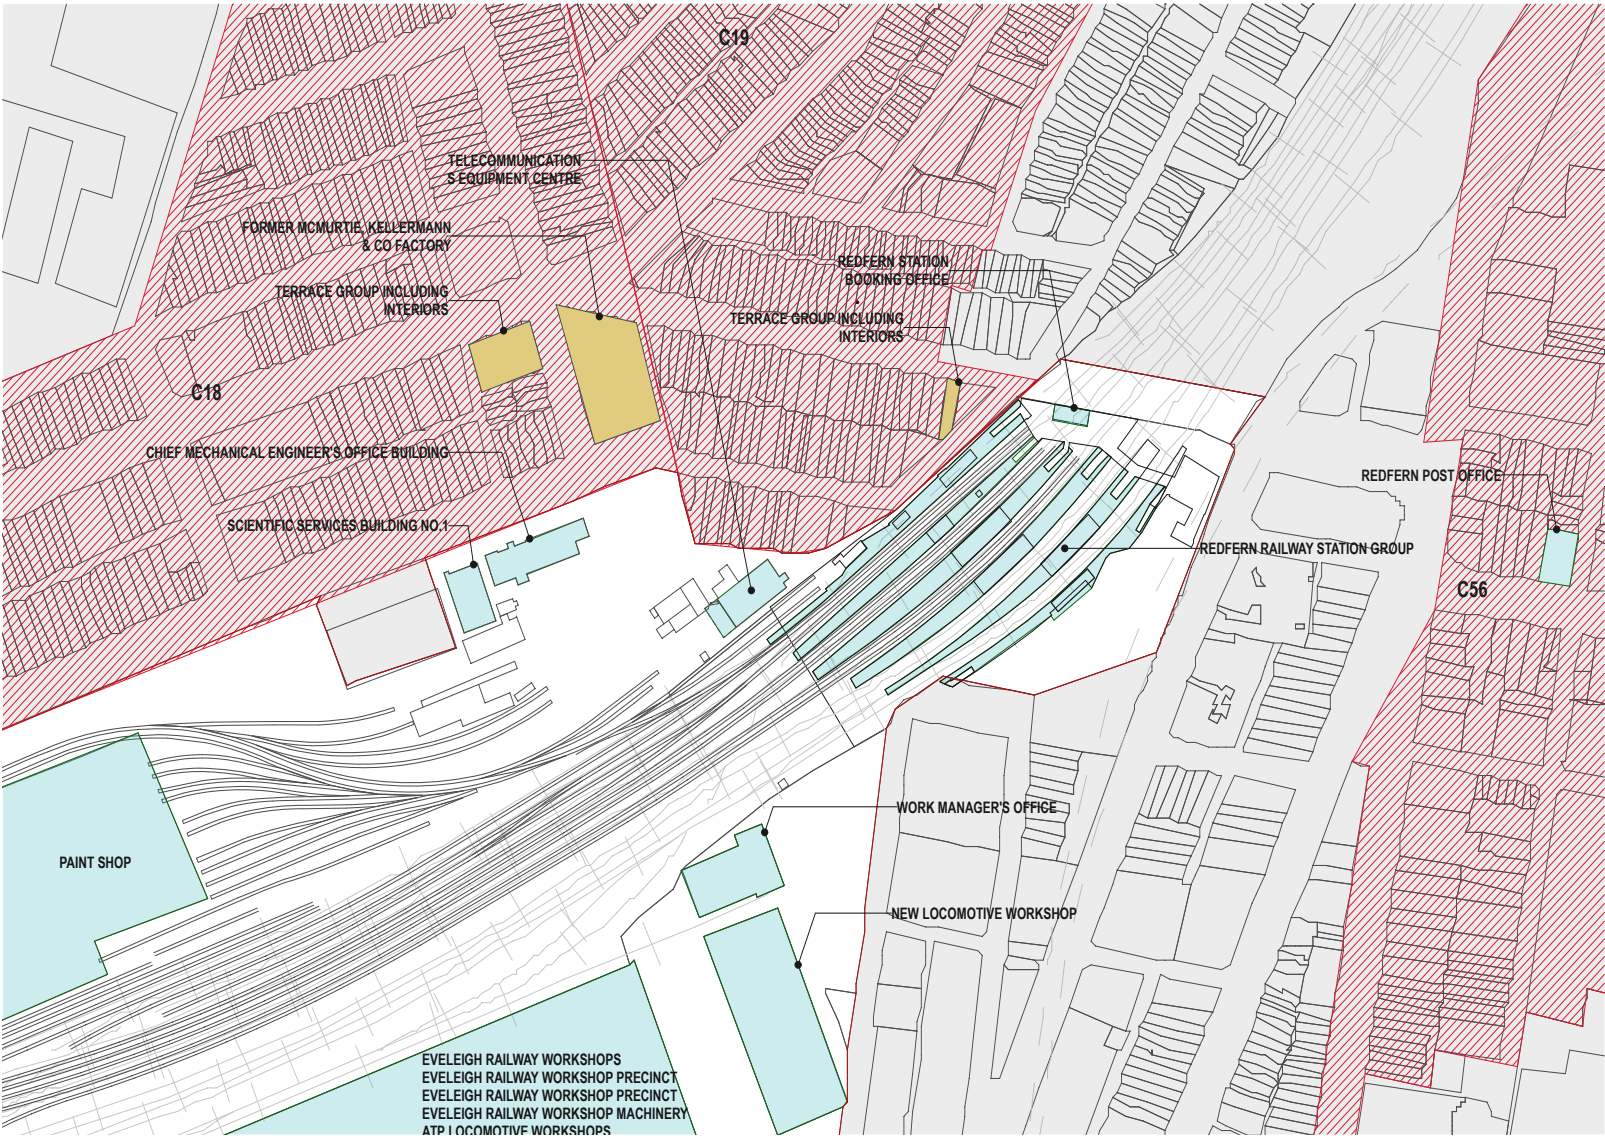 C19
TELECOMMUNICATION
S EQUIPMENT CENTRE
FORMER MCMURTIE, KELLERMANN
& CO FACTORY
REDFERN STATION
BOOKING OFFICE
TERRACE GROUP INCLUDING
INTERIORS
TERRACE GROUP INCLUDING
INTERIORS
C18
CHIEF MECHANICAL ENGINEER'S OFFICE BUILDING
REDFERN POST OFFICE
SCIENTIFIC SERVICES BUILDING NO.1
REDFERN RAILWAY STATION GROUP
C56
WORK MANAGER'S OFFICE
PAINT SHOP
NEW LOCOMOTIVE WORKSHOP
EVELEIGH RAILWAY WORKSHOPS
EVELEIGH RAILWAY WORKSHOP PRECINCT
EVELEIGH RAILWAY WORKSHOP PRECINCT
EVELEIGH RAILWAY WORKSHOP MACHINERY
ATP LOCOMOTIVE WORKSHOPS